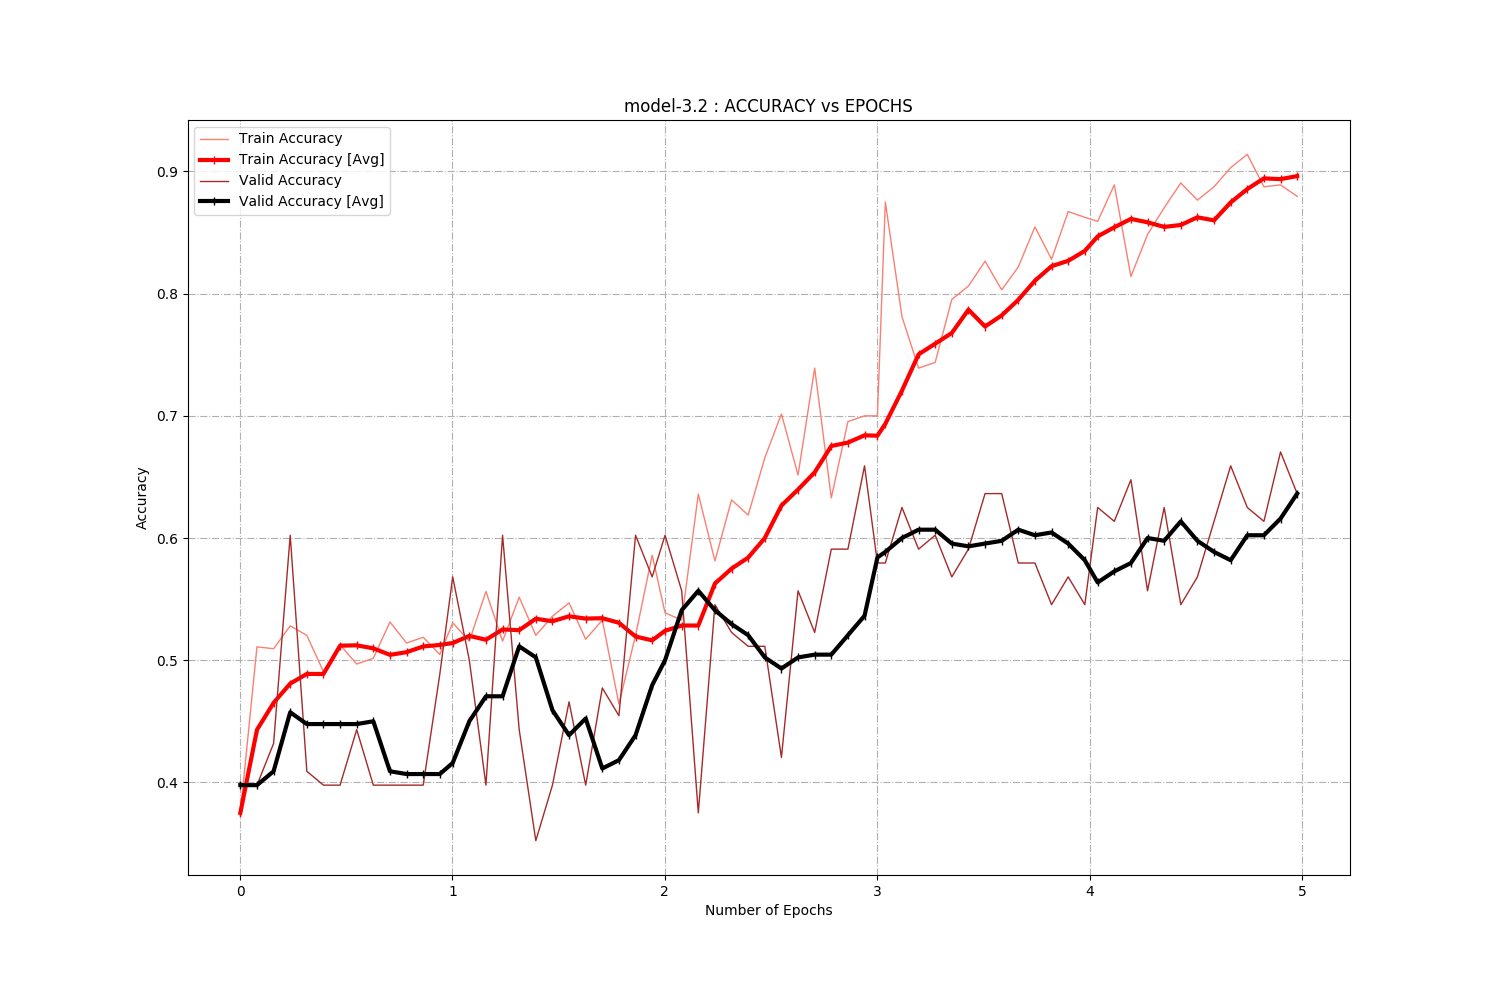 model-3.2 : ACCURACY vs EPOCHS
Train Accuracy
Train Accuracy [Avg]
Valid Accuracy
Valid Accuracy [Avg]
0.9
0.8
0.7
0.6
0.5
0.4
Accuracy
0 1 2 3 4 5
Number of Epochs